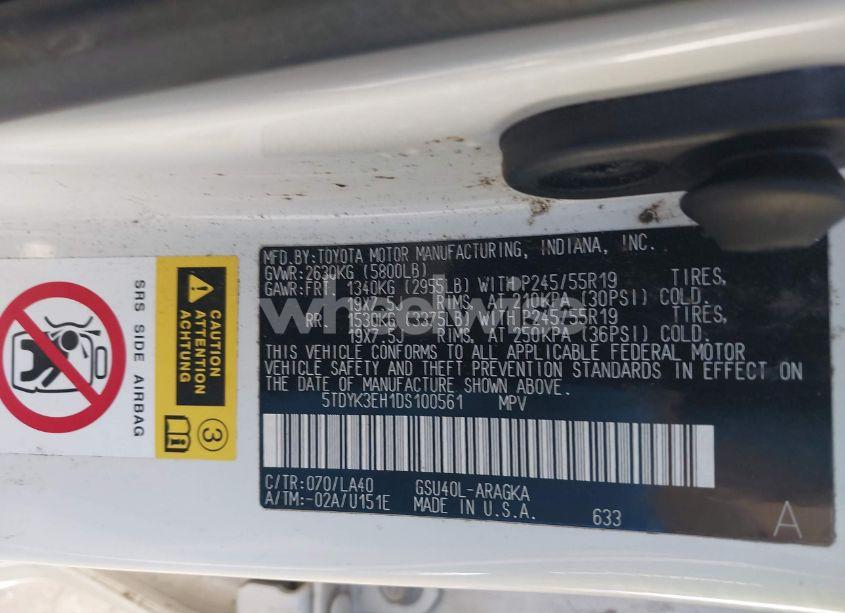 SRS SIDE AIRBAG
CAUTION
ATTENTION
ACHTUNG
3
MFD.BY:TOYOTA MOTOR MANUFACTURING, INDIANA, INC.
GVWR:2630KG (5800LB)
GAWR:FRT 1340KG (2955LB) WITH P245/55R19 TIRES,
19X7.5J RIMS, AT 210KPA (30PSI) COLD.
RR 1530KG (3375LB) WITH P245/55R19 TIRES,
19X7.5J RIMS, AT 250KPA (36PSI) COLD.
THIS VEHICLE CONFORMS TO ALL APPLICABLE FEDERAL MOTOR
VEHICLE SAFETY AND THEFT PREVENTION STANDARDS IN EFFECT ON
THE DATE OF MANUFACTURE SHOWN ABOVE.
5TDYK3EH1DS100561 MPV
C/TR:070/LA40 GSU40L-ARAGKA
A/TM:-02A/U151E MADE IN U.S.A. 633
A